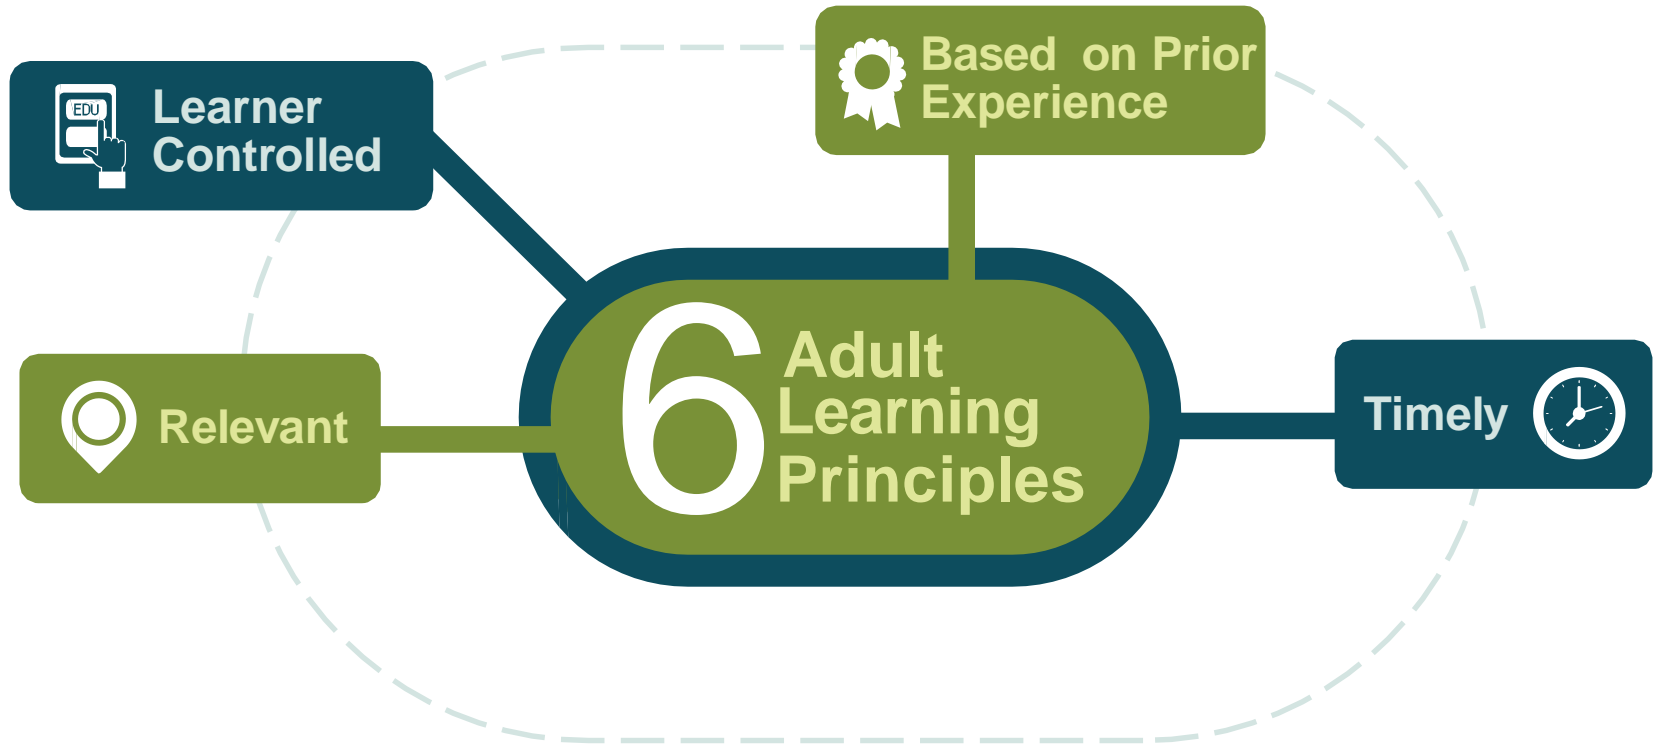 Learner
Controlled
EDU
Based on Prior
Experience
6
Adult
Learning
Principles
Relevant
Timely